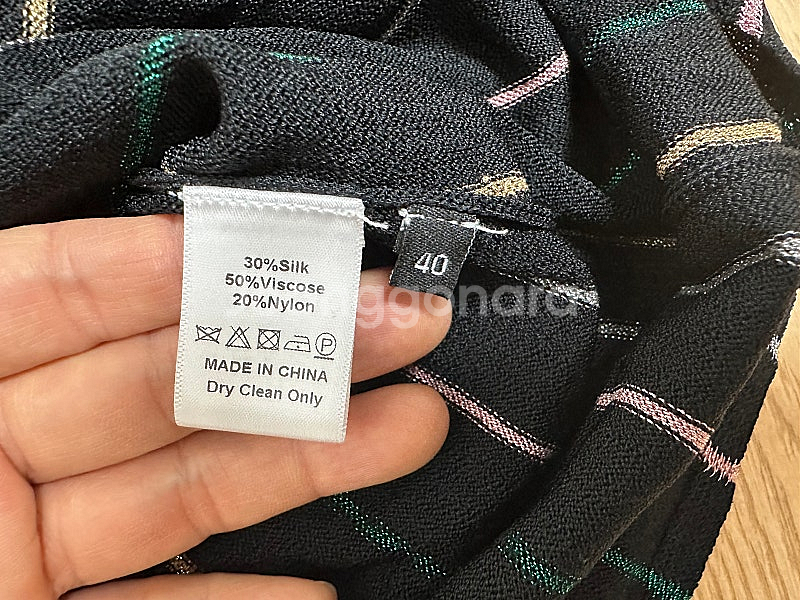 30%Silk
50%Viscose
20%Nylon
P
MADE IN CHINA
Dry Clean Only
40